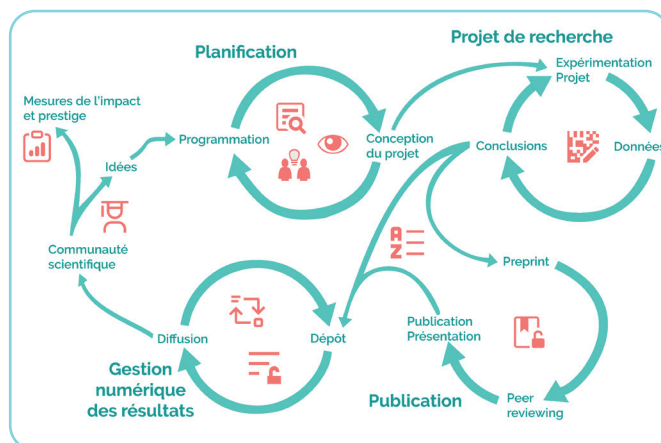 Projet de recherche
Planification
Expérimentation
Projet
Mesures de l'impact
et prestige
Programmation
Conception
du projet
Conclusions
Données
Idées
Communauté
scientifique
A
Z
Preprint
Publication
Présentation
Diffusion
Dépôt
Gestion
numérique
des résultats
Publication
Peer
reviewing